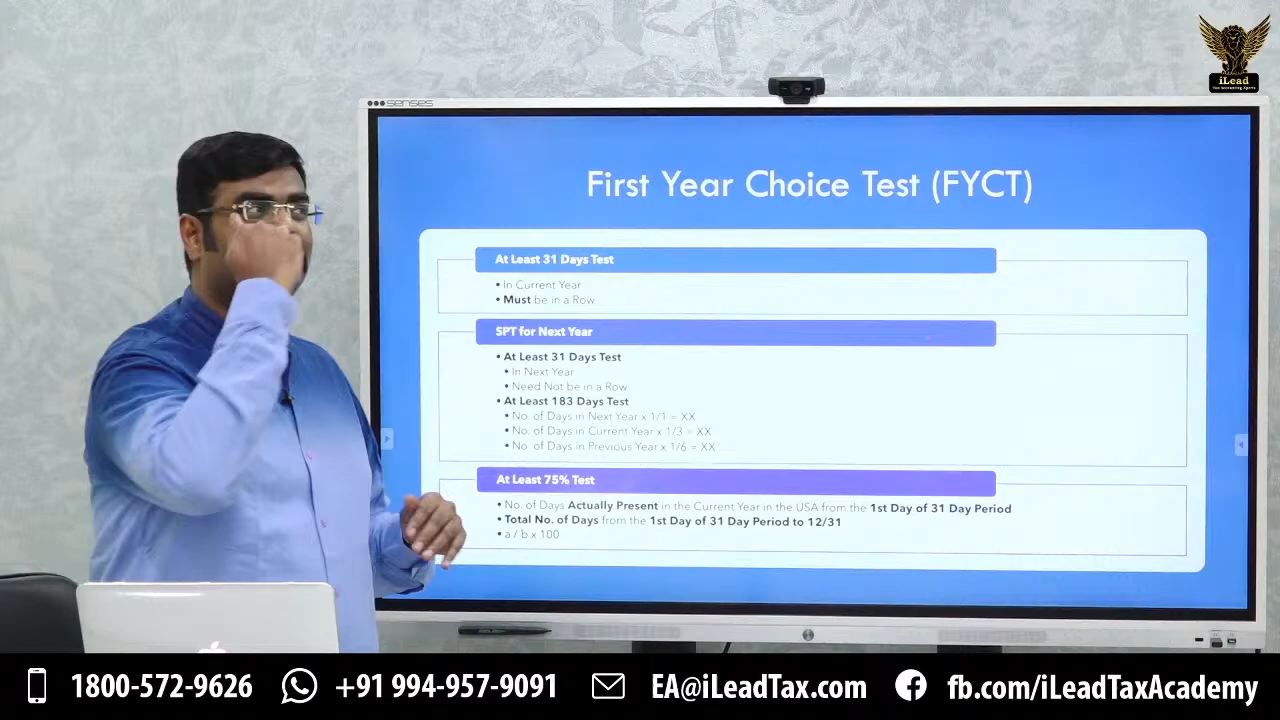 iLead
Tax Accounting Xperts
senses
First Year Choice Test (FYCT)
At Least 31 Days Test
• In Current Year
• Must be in a Row
SPT for Next Year
• At Least 31 Days Test
• In Next Year
• Need Not be in a Row
• At Least 183 Days Test
• No. of Days in Next Year x 1/1 = XX
• No. of Days in Current Year x 1/3 = XX
• No. of Days in Previous Year x 1/6 = XX
At Least 75% Test
• No. of Days Actually Present in the Current Year in the USA from the 1st Day of 31 Day Period
• Total No. of Days from the 1st Day of 31 Day Period to 12/31
• a / b x 100
1800-572-9626
+91 994-957-9091
EA@iLeadTax.com
fb.com/iLeadTaxAcademy